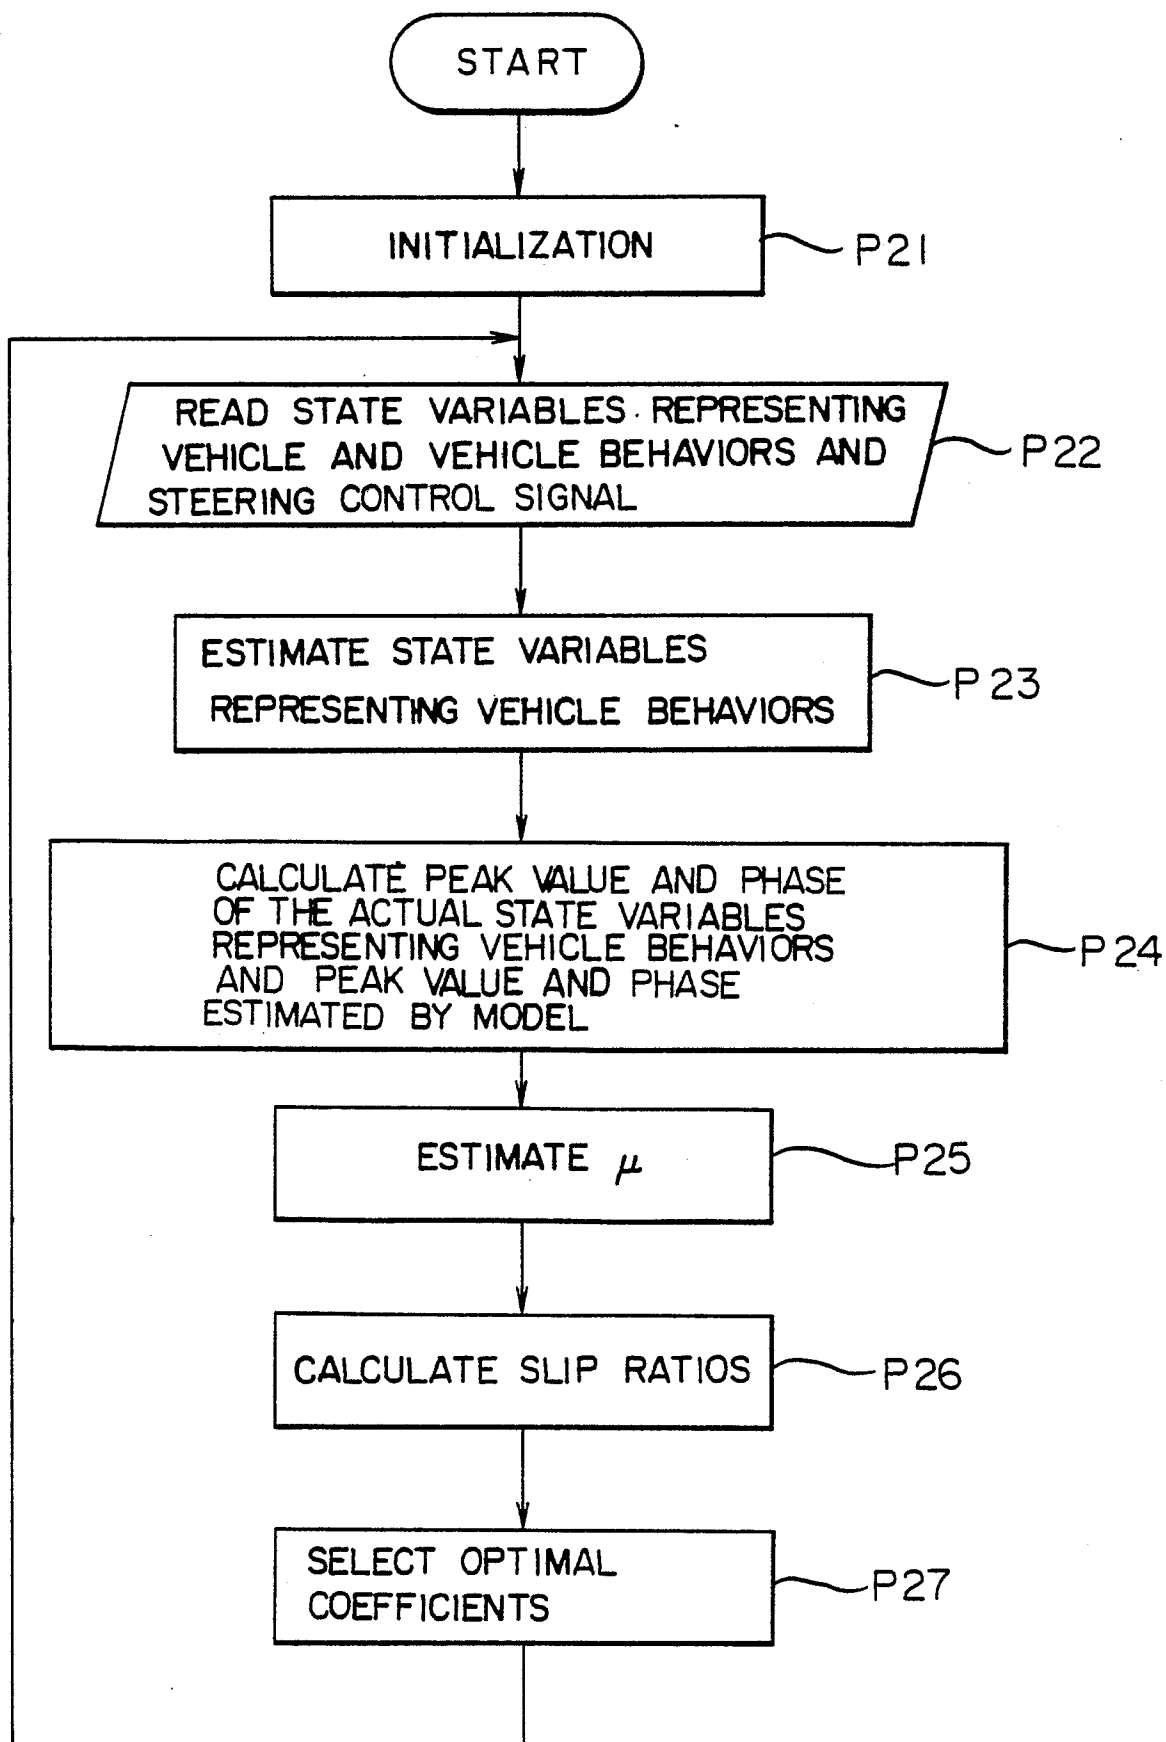 START
INITIALIZATION
P21
READ STATE VARIABLES REPRESENTING
VEHICLE AND VEHICLE BEHAVIORS AND
STEERING CONTROL SIGNAL
P22
ESTIMATE STATE VARIABLES
REPRESENTING VEHICLE BEHAVIORS
P23
CALCULATE PEAK VALUE AND PHASE
OF THE ACTUAL STATE VARIABLES
REPRESENTING VEHICLE BEHAVIORS
AND PEAK VALUE AND PHASE
ESTIMATED BY MODEL
P24
ESTIMATE μ
P25
CALCULATE SLIP RATIOS
P26
SELECT OPTIMAL
COEFFICIENTS
P27